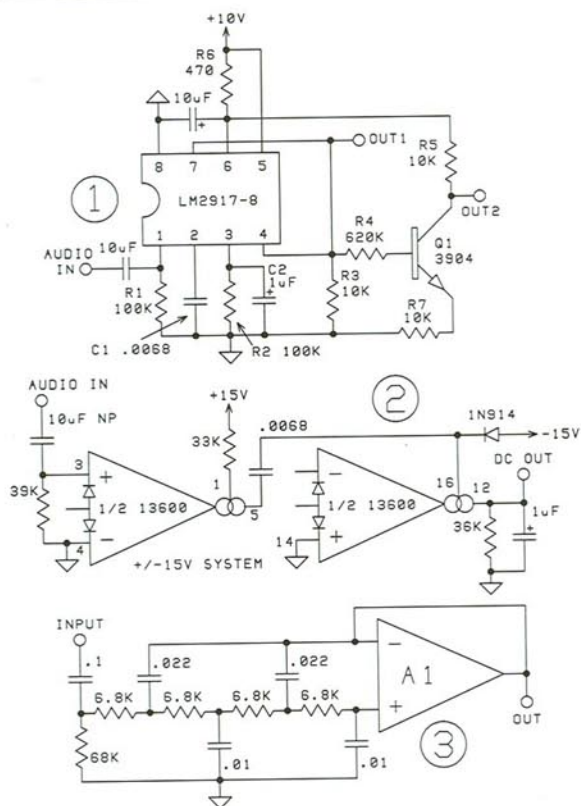 +10V
R6
470
10uF
+
8
7
6
5
OUT1
R5
10K
OUT2
1
LM2917-8
1
2
3
4
R4
620K
Q1
3904
AUDIO
IN
10uF
C2
1uF
+
R1
100K
R3
10K
R7
10K
C1 .0068
R2 100K
AUDIO IN
+15V
2
1N914
-15V
10uF NP
33K
.0068
DC OUT
3
+
1
16
12
39K
1/2 13600
5
-
1/2 13600
36K
1uF
+
4
-
14
+
+/-15V SYSTEM
INPUT
.1
.022
.022
-
A1
6.8K
6.8K
6.8K
6.8K
+
OUT
68K
.01
.01
3